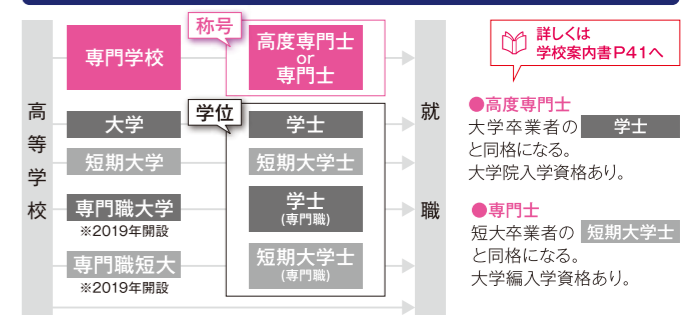 高等学校
称号
専門学校
高度専門士
or
専門士
学位
大学
学士
短期大学
短期大学士
専門職大学
※2019年開設
学士
(専門職)
専門職短大
※2019年開設
短期大学士
(専門職)
就職
詳しくは
学校案内書P41へ
●高度専門士
大学卒業者の 学士
と同格になる。
大学院入学資格あり。
●専門士
短大卒業者の 短期大学士
と同格になる。
大学編入学資格あり。